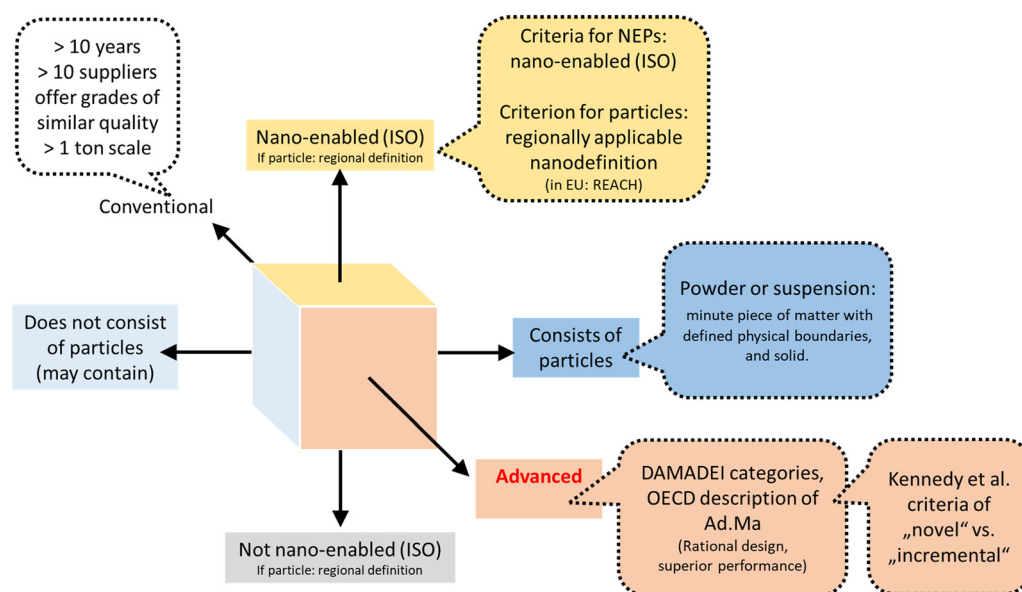 > 10 years
> 10 suppliers
offer grades of
similar quality
> 1 ton scale
Conventional
Nano-enabled (ISO)
If particle: regional definition
Criteria for NEPs:
nano-enabled (ISO)
Criterion for particles:
regionally applicable
nanodefinition
(in EU: REACH)
Does not consist
of particles
(may contain)
Consists of
particles
Powder or suspension:
minute piece of matter with
defined physical boundaries,
and solid.
Advanced
DAMADEI categories,
OECD description of
Ad.Ma
(Rational design,
superior performance)
Kennedy et al.
criteria of
„novel“ vs.
„incremental“
Not nano-enabled (ISO)
If particle: regional definition